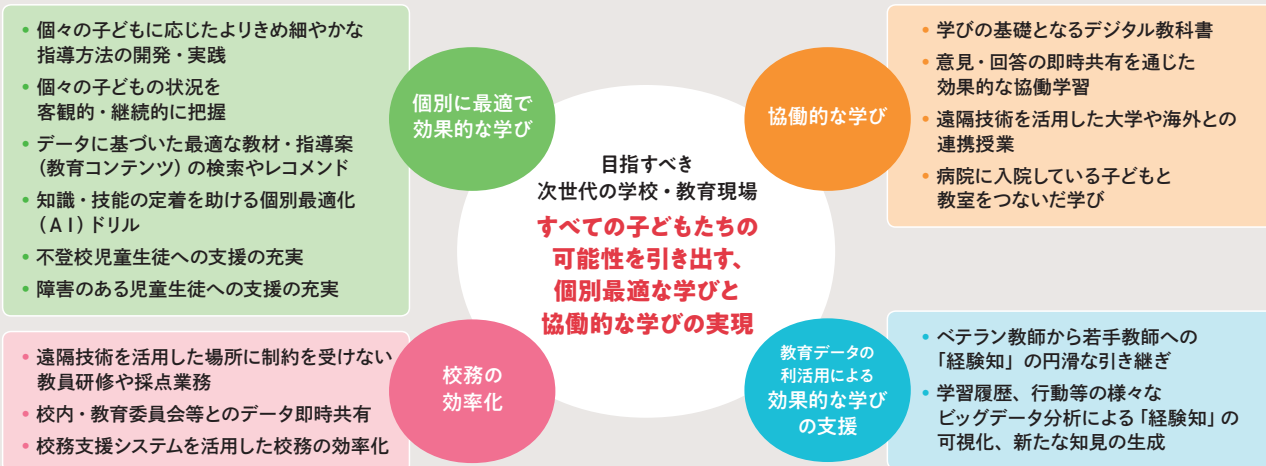 ・個々の子どもに応じたよりきめ細やかな
指導方法の開発・実践
・個々の子どもの状況を
客観的・継続的に把握
・データに基づいた最適な教材・指導案
(教育コンテンツ)の検索やレコメンド
・知識・技能の定着を助ける個別最適化
(AI)ドリル
・不登校児童生徒への支援の充実
・障害のある児童生徒への支援の充実
個別に最適で
効果的な学び
協働的な学び
・学びの基礎となるデジタル教科書
・意見・回答の即時共有を通じた
効果的な協働学習
・遠隔技術を活用した大学や海外との
連携授業
・病院に入院している子どもと
教室をつないだ学び
目指すべき
次世代の学校・教育現場
すべての子どもたちの
可能性を引き出す、
個別最適な学びと
協働的な学びの実現
・遠隔技術を活用した場所に制約を受けない
教員研修や採点業務
・校内・教育委員会等とのデータ即時共有
・校務支援システムを活用した校務の効率化
校務の
効率化
教育データの
利活用による
効果的な学び
の支援
・ベテラン教師から若手教師への
「経験知」の円滑な引き継ぎ
・学習履歴、行動等の様々な
ビッグデータ分析による「経験知」の
可視化、新たな知見の生成